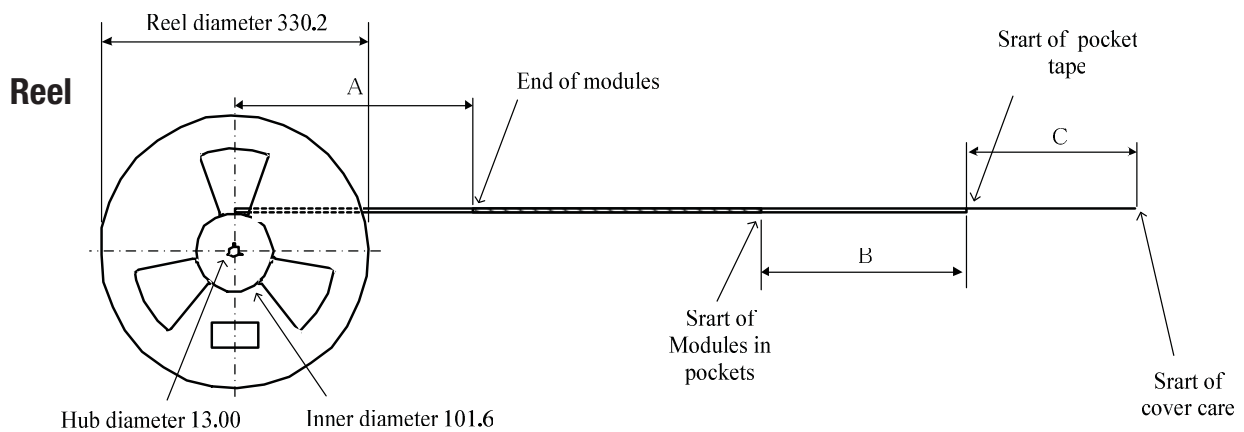 Reel diameter 330.2
Reel
A
End of modules
Srart of pocket
tape
C
B
Srart of
Modules in
pockets
Srart of
cover care
Hub diameter 13.00
Inner diameter 101.6